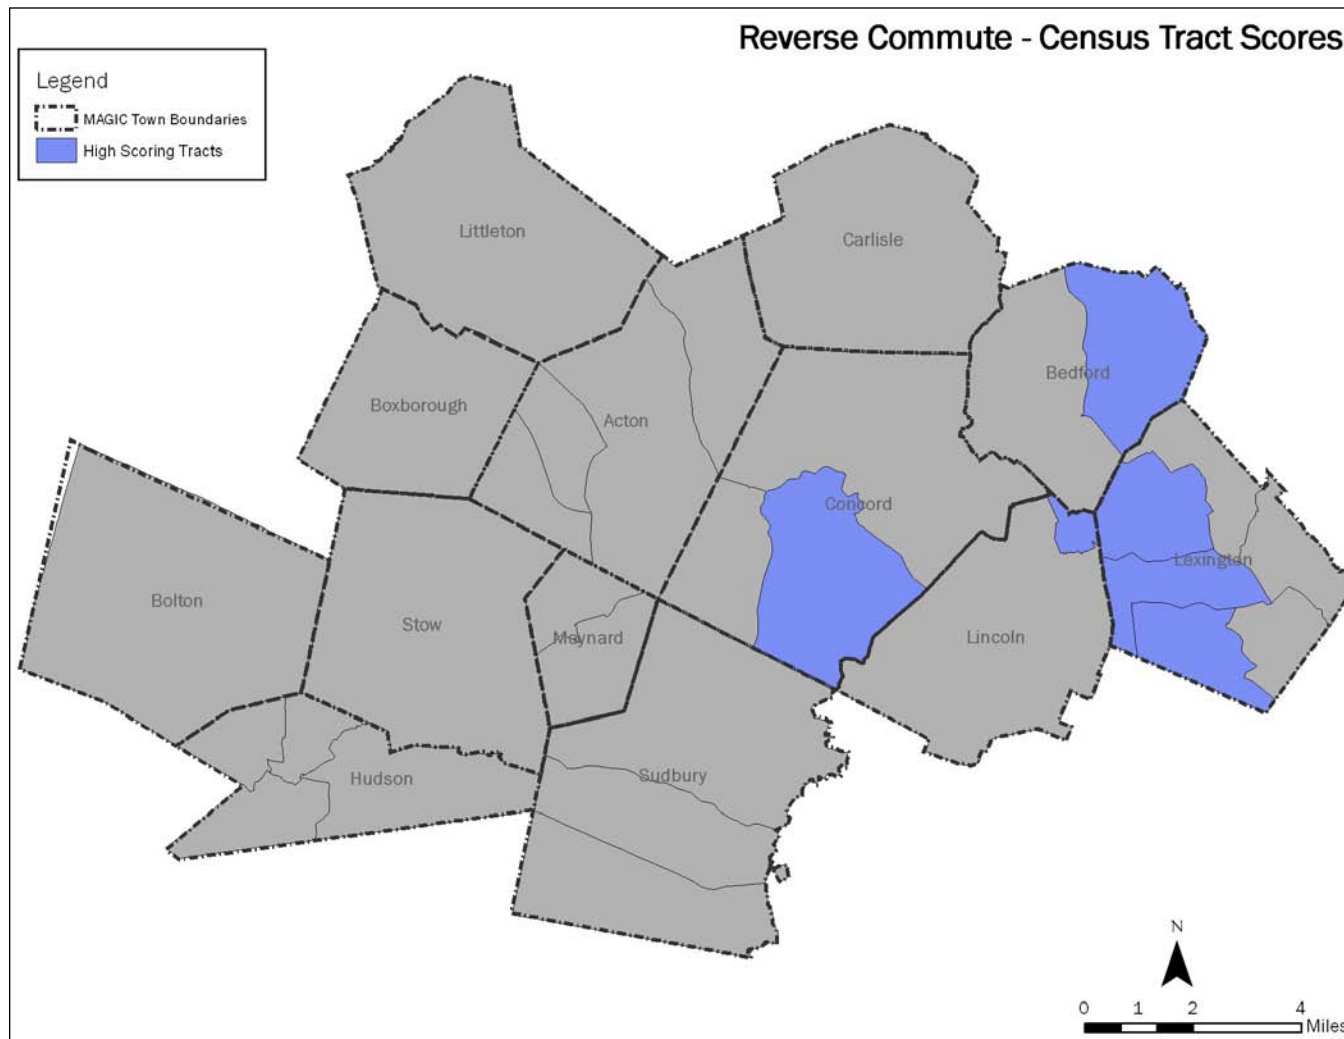 Reverse Commute - Census Tract Scores
Legend
MAGIC Town Boundaries
High Scoring Tracts
Littleton
Carlisle
Bedford
Boxborough
Acton
Concord
Lexington
Bolton
Stow
Maynard
Lincoln
Hudson
Sudbury
N
0 1 2 4
Miles